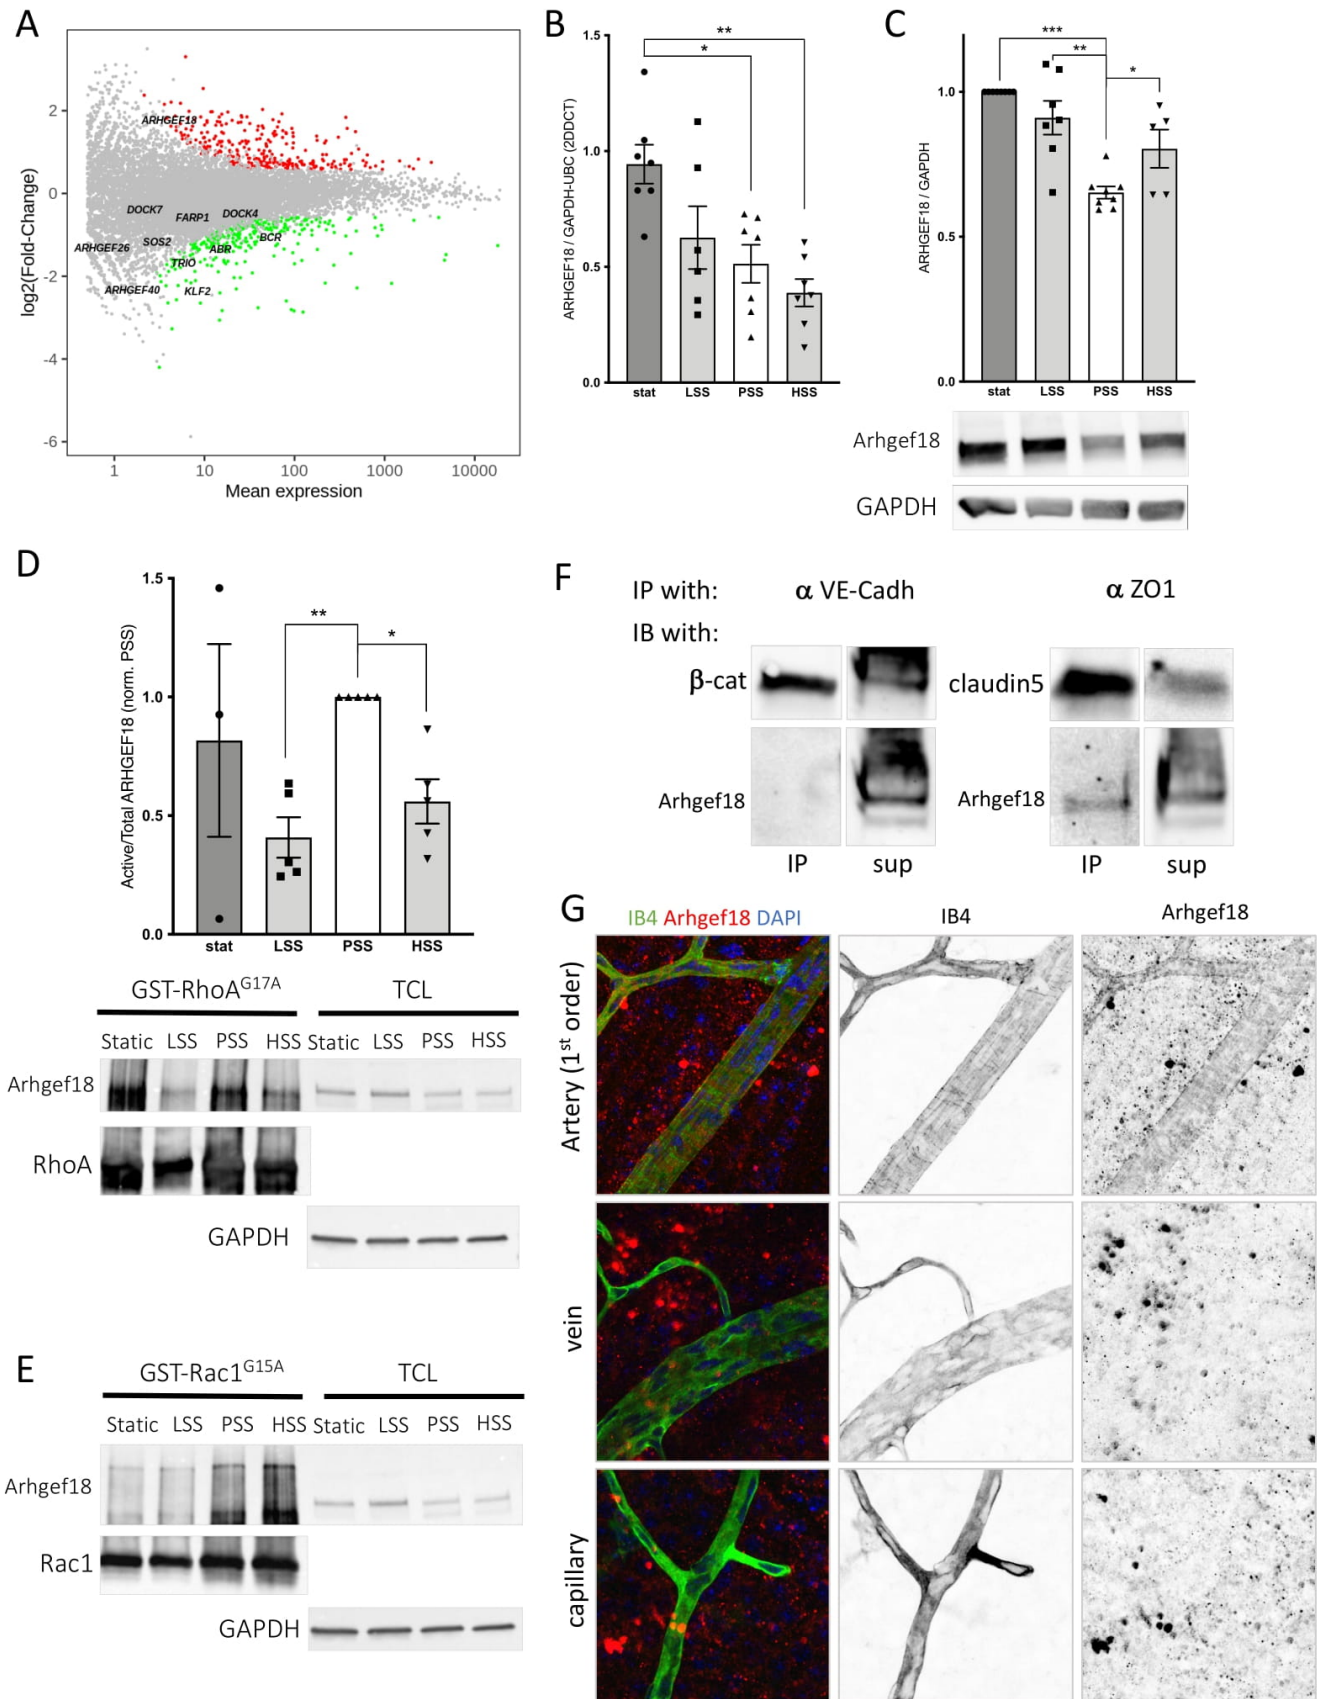 A
log2(Fold-Change)
2
0
-2
-4
-6
ARHGEF18
DOCK7
FARP1
DOCK4
ARHGEF26
SOS2
ABR
BCR
TRIO
ARHGEF40
KLF2
1
10
100
1000
10000
Mean expression
B
ARHGEF18 / GAPDH-UBC (2DDCT)
1.5
1.0
0.5
0.0
**
*
stat LSS PSS HSS
C
ARHGEF18 / GAPDH
1.0
0.5
0.0
***
**
*
stat LSS PSS HSS
Arhgef18
GAPDH
D
Active/Total ARHGEF18 (norm. PSS)
1.5
1.0
0.5
0.0
**
*
stat LSS PSS HSS
GST-RhoA^G17A TCL
Static LSS PSS HSS Static LSS PSS HSS
Arhgef18
RhoA
GAPDH
E
GST-Rac1^G15A TCL
Static LSS PSS HSS Static LSS PSS HSS
Arhgef18
Rac1
GAPDH
F
IP with: α VE-Cadh α ZO1
IB with:
β-cat claudin5
Arhgef18 Arhgef18
IP sup IP sup
G
IB4 Arhgef18 DAPI IB4 Arhgef18
Artery (1st order)
vein
capillary